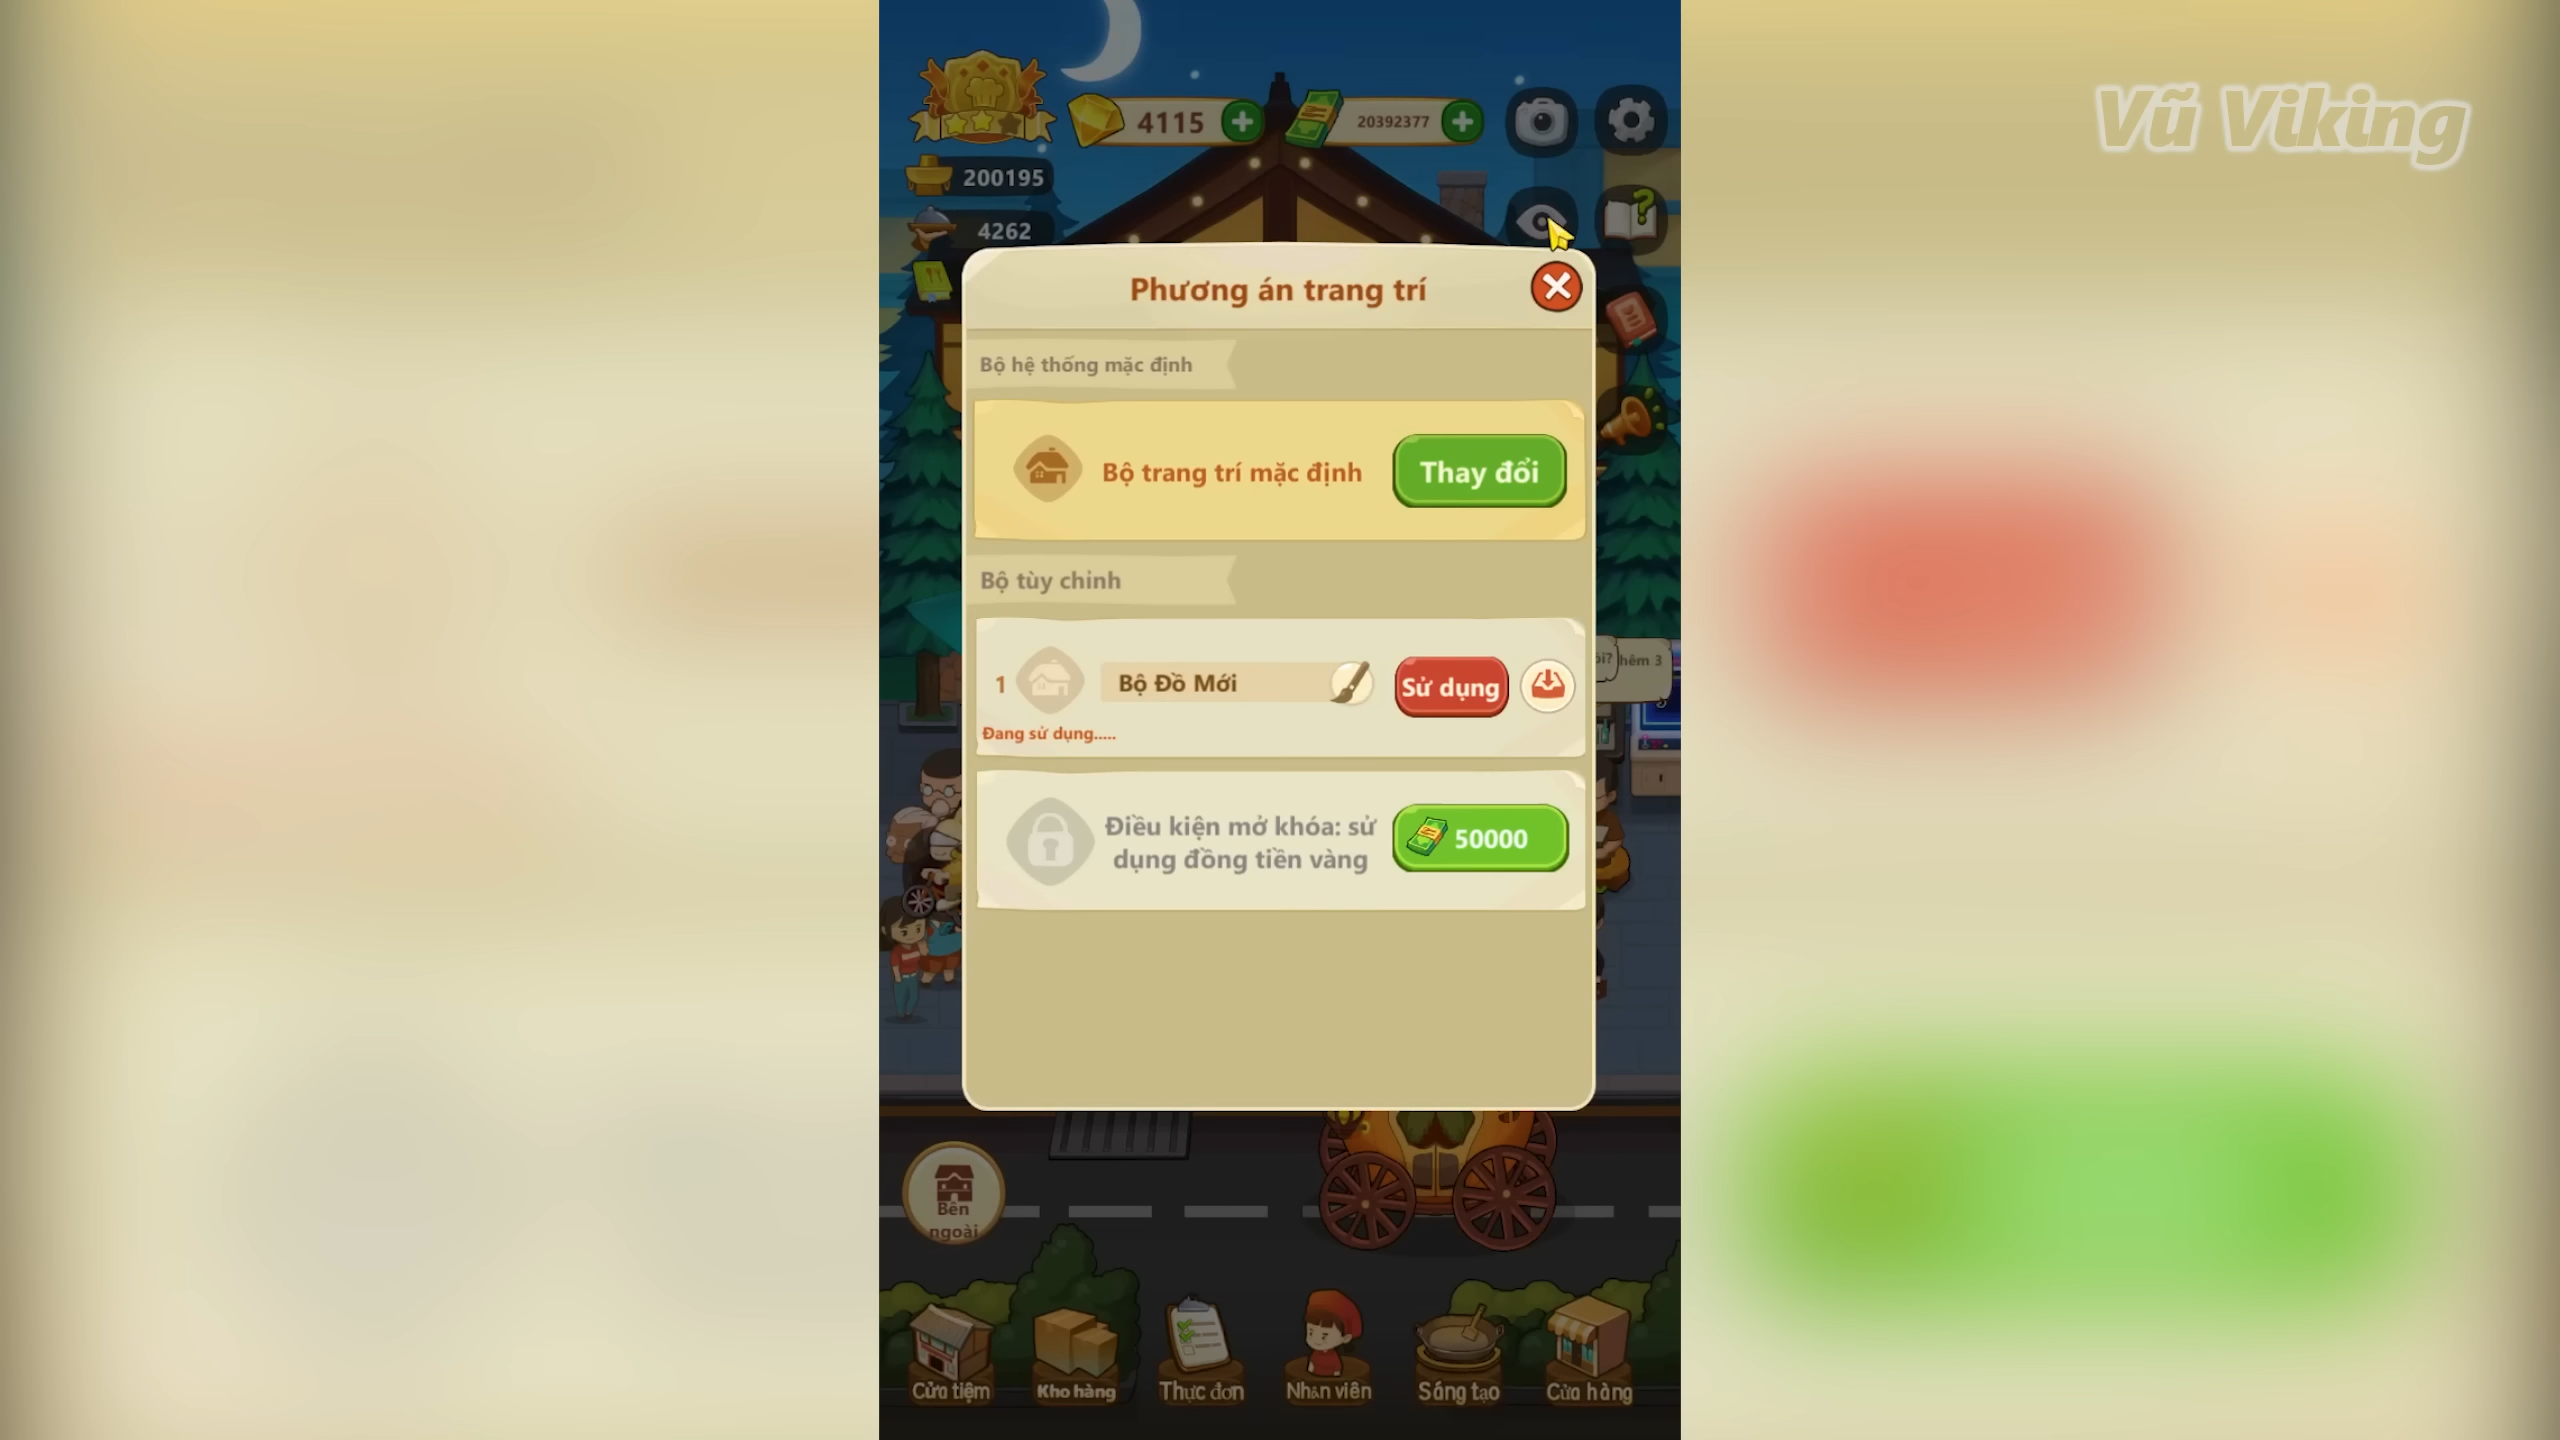 Vũ Viking
4115
20392377
200195
4262
Phương án trang trí
Bộ hệ thống mặc định
Bộ trang trí mặc định
Thay đổi
Bộ tùy chỉnh
1
Bộ Đồ Mới
Sử dụng
Đang sử dụng.....
hêm 3
Điều kiện mở khóa: sử
dụng đồng tiền vàng
50000
Bên
ngoài
Cửa tiệm
Kho hàng
Thực đơn
Nhân viên
Sáng tạo
Cửa hàng